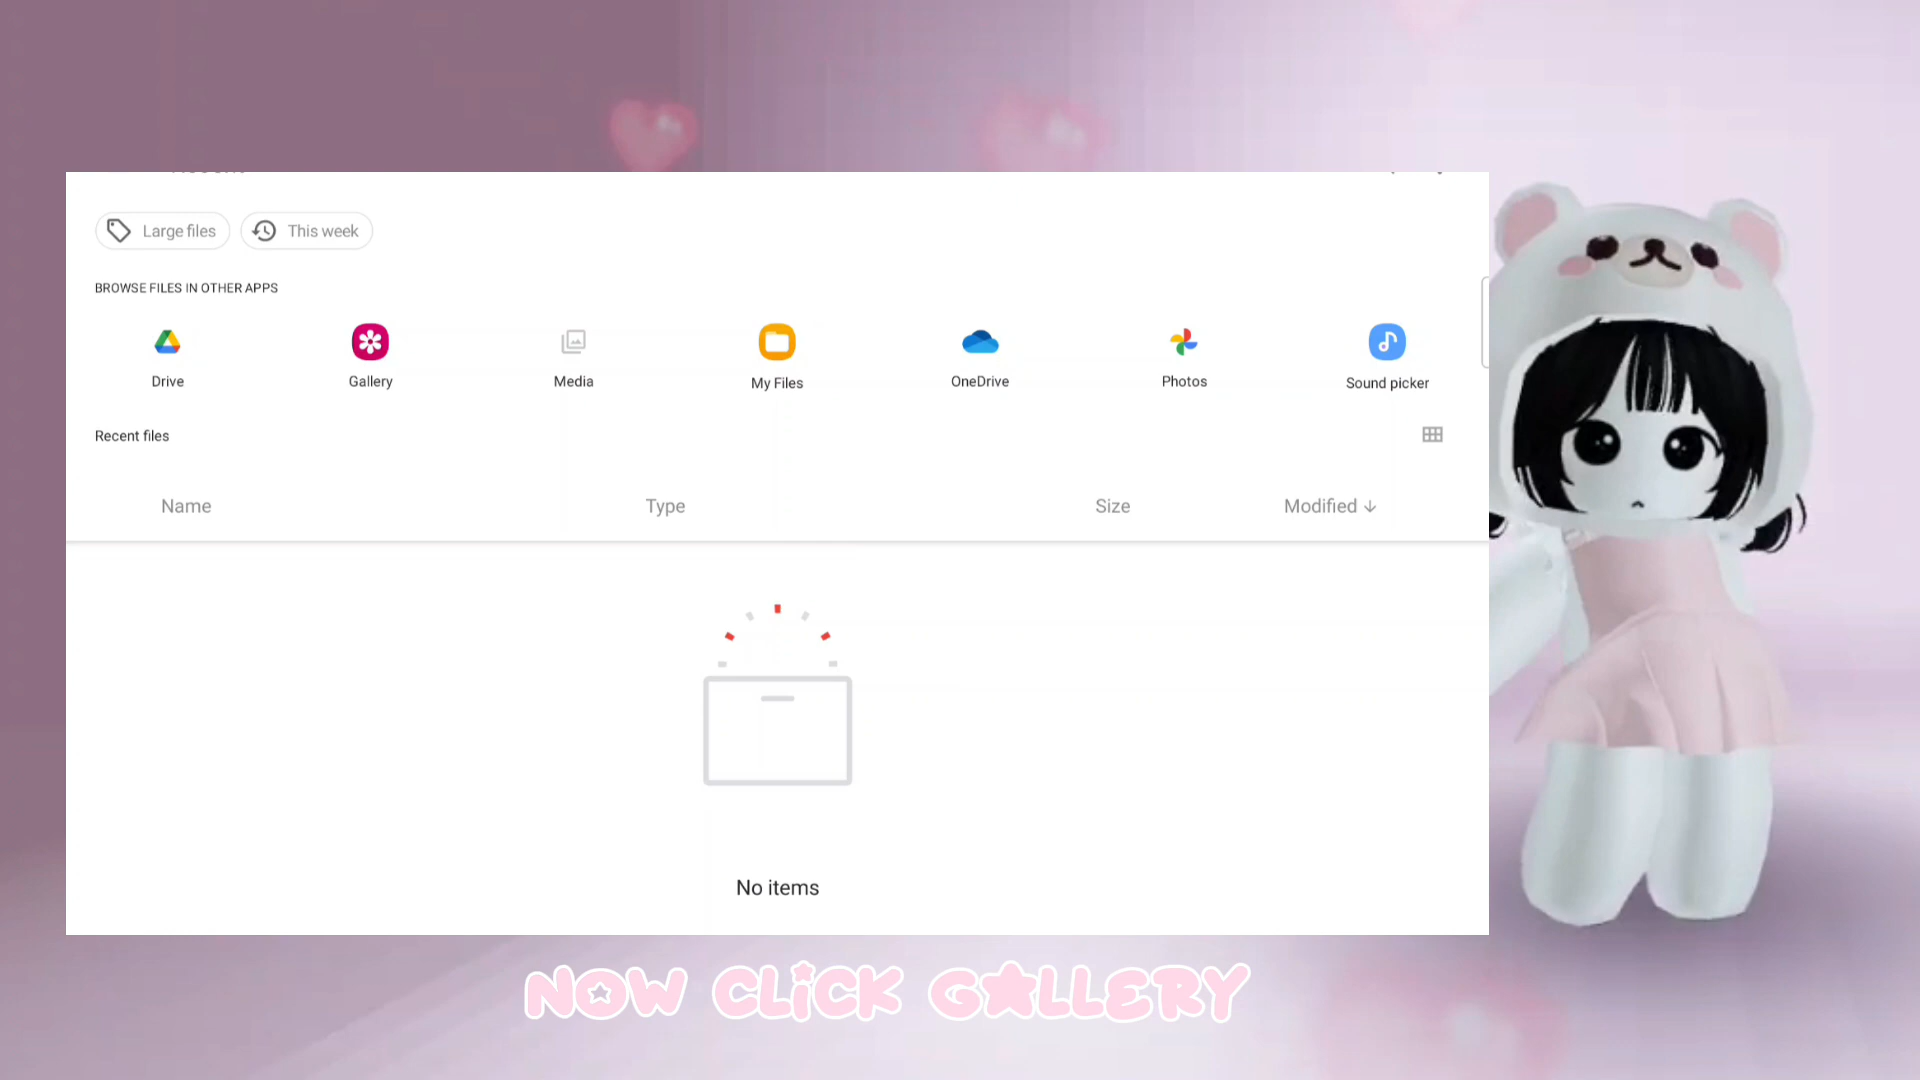 Large files
This week
BROWSE FILES IN OTHER APPS
Drive
Gallery
Media
My Files
OneDrive
Photos
Sound picker
Recent files
Name
Type
Size
Modified ↓
No items
NOW CLICK GALLERY